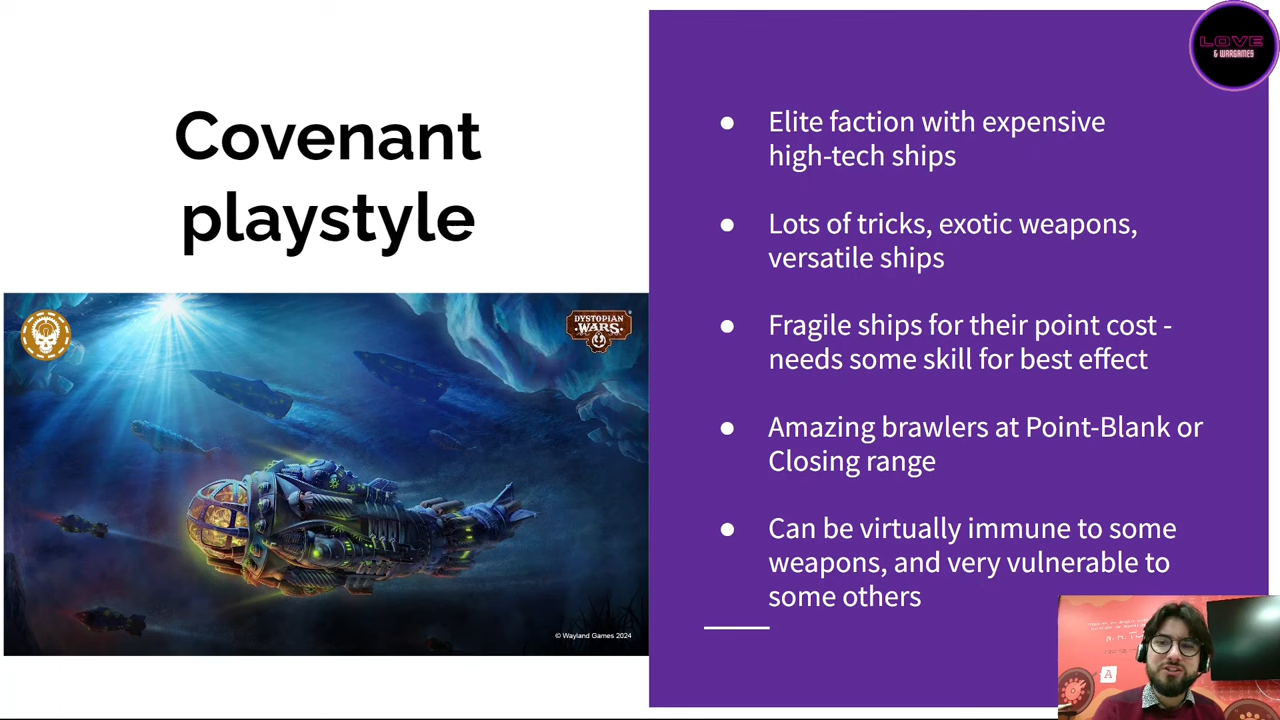 LOVE
& WARGAMES
Covenant
playstyle
DYSTOPIAN
WARS
© Wayland Games 2024
● Elite faction with expensive
high-tech ships
● Lots of tricks, exotic weapons,
versatile ships
● Fragile ships for their point cost -
needs some skill for best effect
● Amazing brawlers at Point-Blank or
Closing range
● Can be virtually immune to some
weapons, and very vulnerable to
some others
A